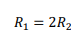 R₁ = 2R₂